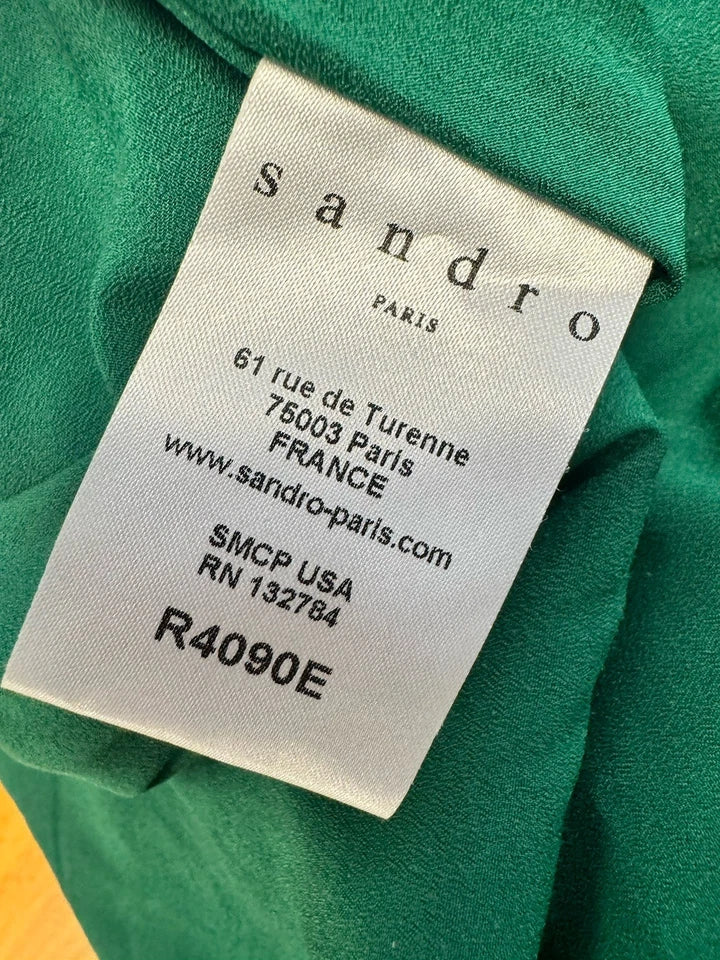 sandro
PARIS
61 rue de Turenne
75003 Paris
FRANCE
www.sandro-paris.com
SMCP USA
RN 132784
R4090E